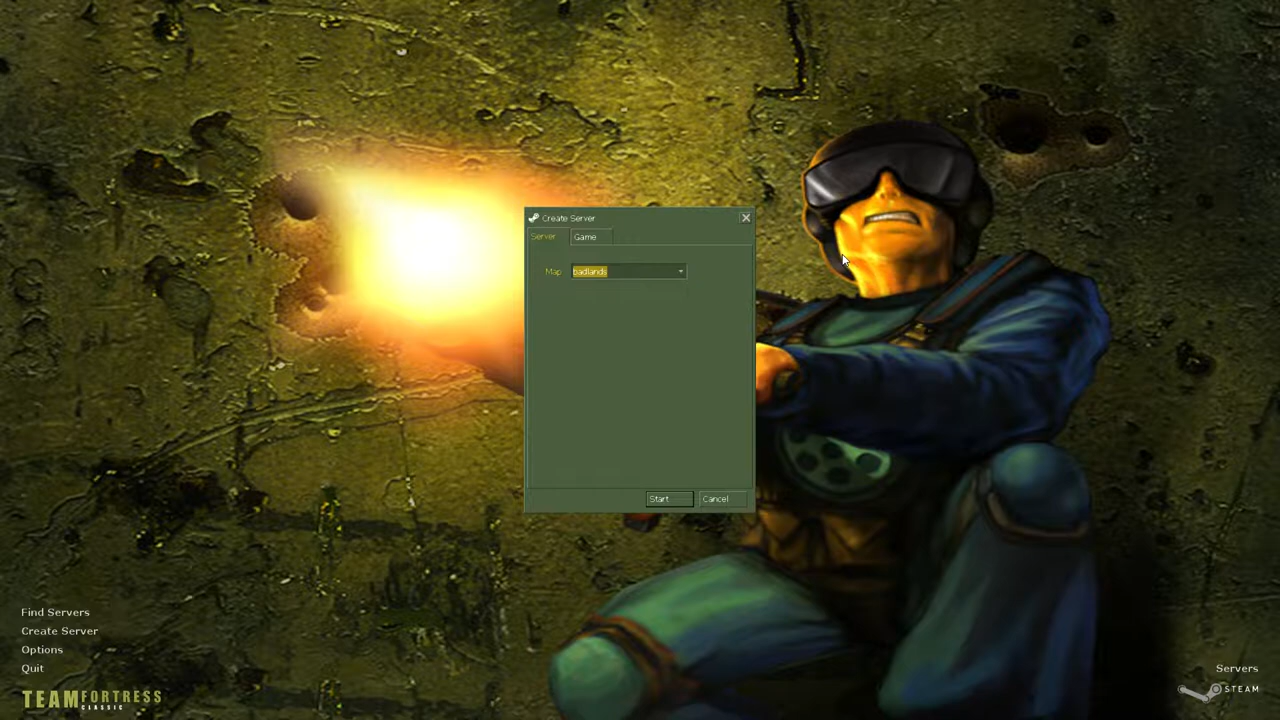 Create Server
Server
Game
Map
badlands
Start
Cancel
Find Servers
Create Server
Options
Quit
TEAM FORTRESS
CLASSIC
Servers
STEAM